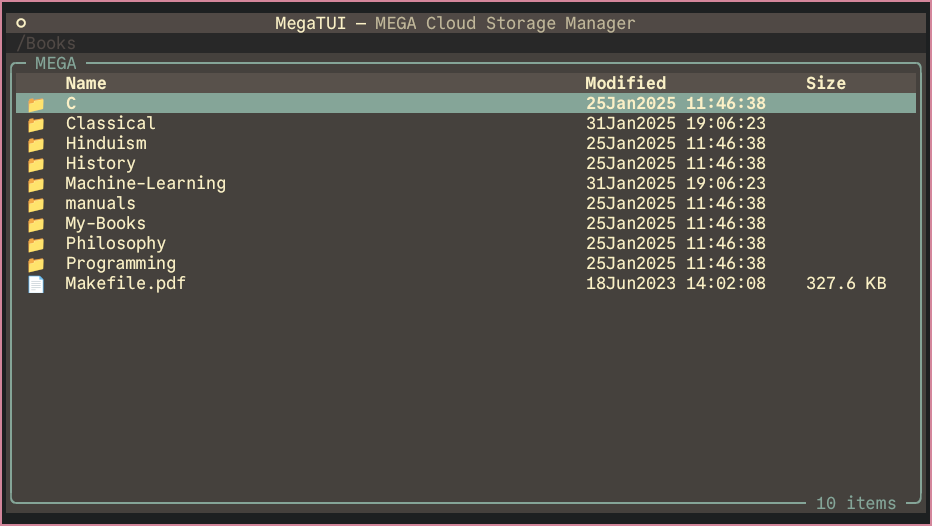 MegaTUI — MEGA Cloud Storage Manager
/Books
MEGA
Name Modified Size
C 25Jan2025 11:46:38
Classical 31Jan2025 19:06:23
Hinduism 25Jan2025 11:46:38
History 25Jan2025 11:46:38
Machine-Learning 31Jan2025 19:06:23
manuals 25Jan2025 11:46:38
My-Books 25Jan2025 11:46:38
Philosophy 25Jan2025 11:46:38
Programming 25Jan2025 11:46:38
Makefile.pdf 18Jun2023 14:02:08 327.6 KB
10 items